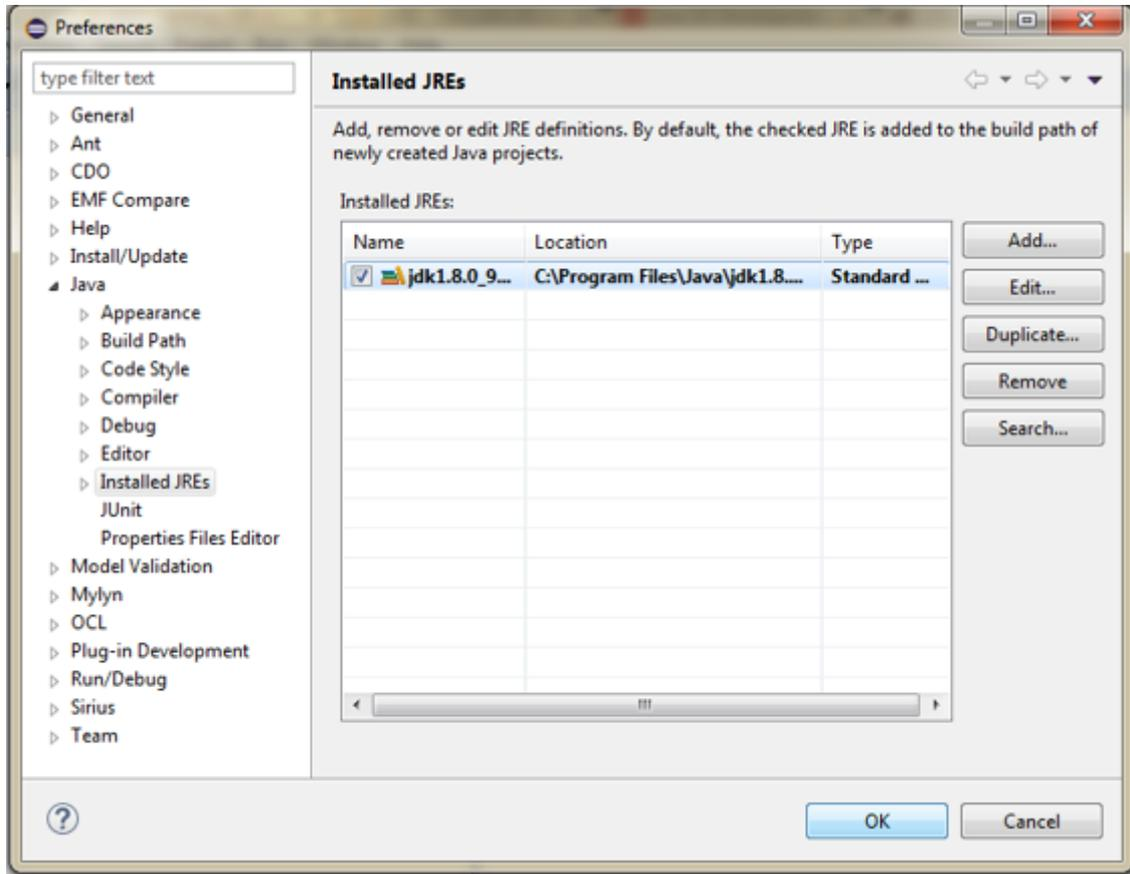 Preferences
type filter text
General
Ant
CDO
EMF Compare
Help
Install/Update
Java
Appearance
Build Path
Code Style
Compiler
Debug
Editor
Installed JREs
JUnit
Properties Files Editor
Model Validation
Mylyn
OCL
Plug-in Development
Run/Debug
Sirius
Team
Installed JREs
Add, remove or edit JRE definitions. By default, the checked JRE is added to the build path of
newly created Java projects.
Installed JREs:
Name Location Type
jdk1.8.0_9... C:\Program Files\Java\jdk1.8.... Standard ...
Add...
Edit...
Duplicate...
Remove
Search...
OK Cancel